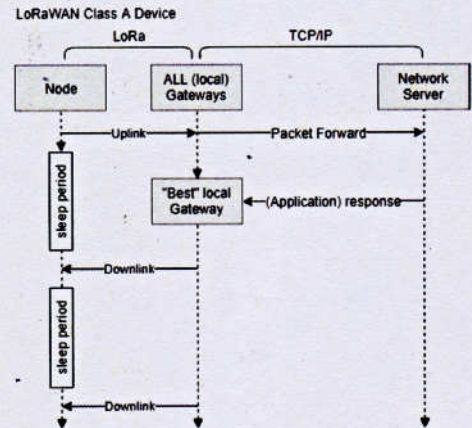 LoRaWAN Class A Device
LoRa
TCP/IP
Node
ALL (local)
Gateways
Network
Server
Uplink
Packet Forward
sleep period
"Best" local
Gateway
(Application) response
Downlink
sleep period
Downlink